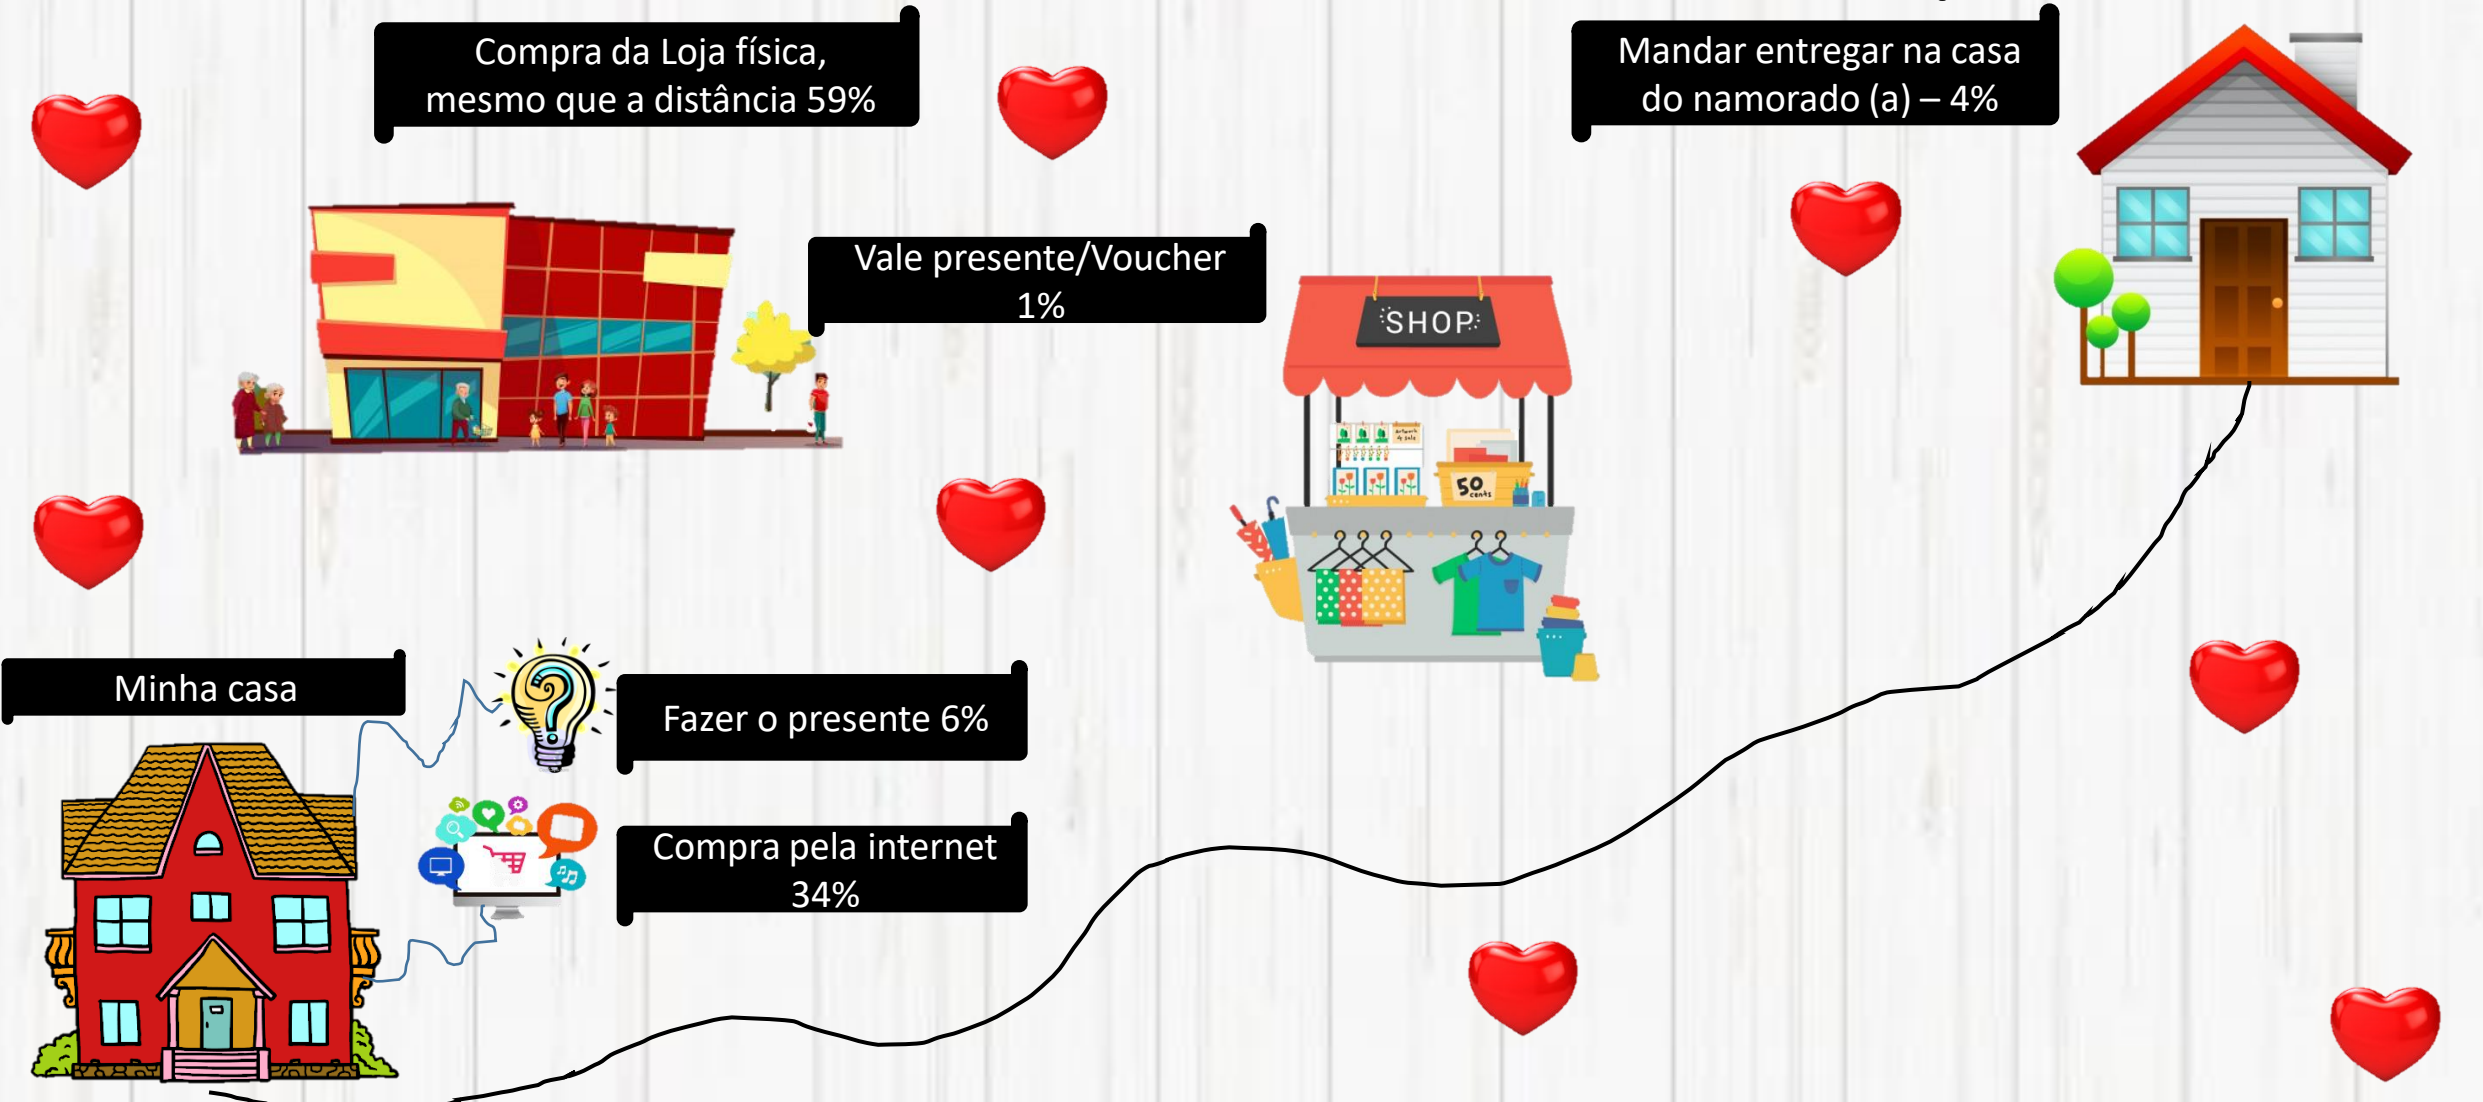 Compra da Loja física,
mesmo que a distância 59%
Mandar entregar na casa
do namorado (a) – 4%
Vale presente/Voucher
1%
SHOP
50
cents
Minha casa
Fazer o presente 6%
Compra pela internet
34%